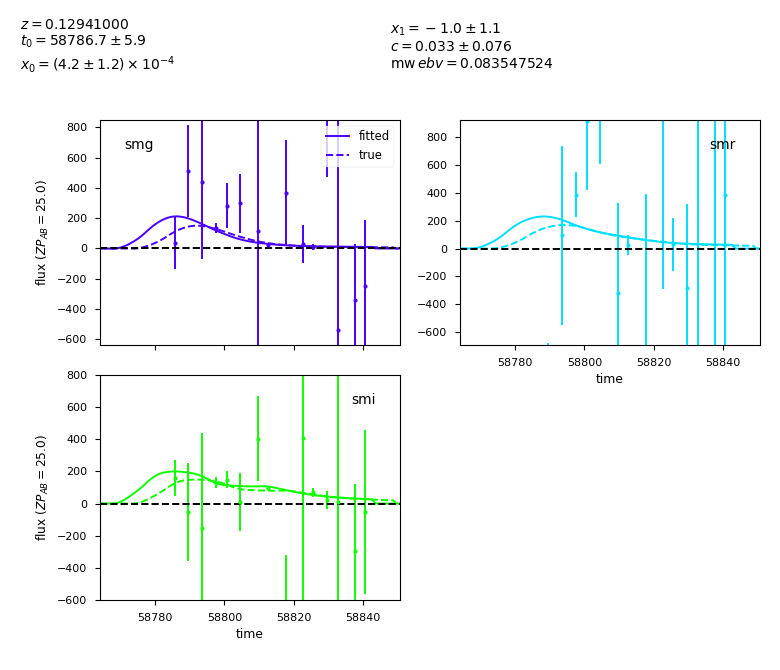 z = 0.12941000
t₀ = 58786.7 ± 5.9
x₀ = (4.2 ± 1.2) × 10⁻⁴
x₁ = −1.0 ± 1.1
c = 0.033 ± 0.076
mw ebv = 0.083547524
smg
fitted
true
800
600
400
200
0
−200
−400
−600
flux (ZP_AB = 25.0)
smr
800
600
400
200
0
−200
−400
−600
58780 58800 58820 58840
time
smi
800
600
400
200
0
−200
−400
−600
flux (ZP_AB = 25.0)
58780 58800 58820 58840
time